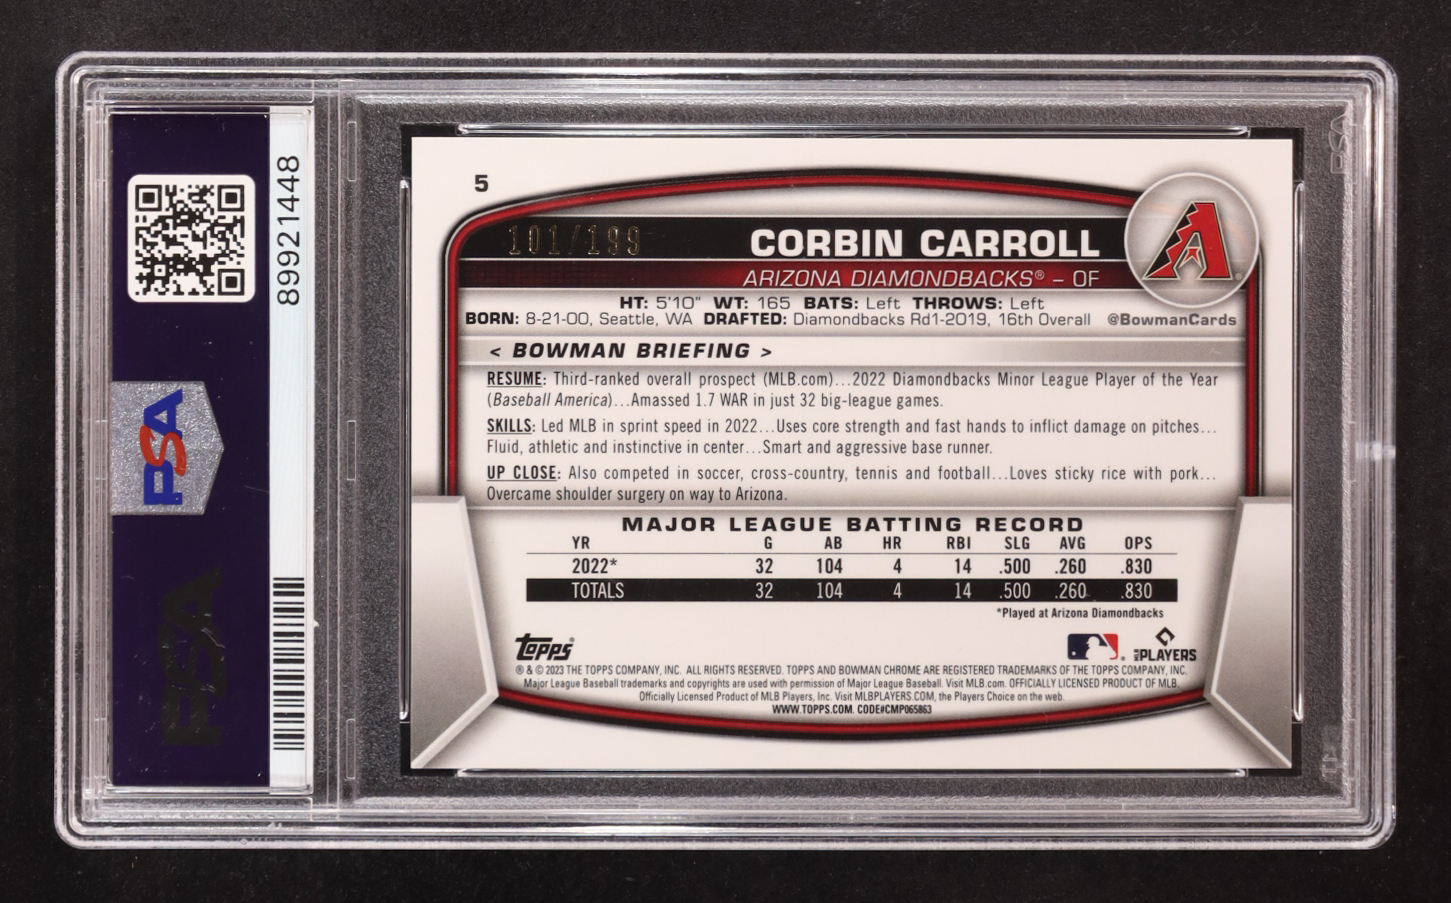 89921448
PSA
PSA
5
101/199
CORBIN CARROLL
ARIZONA DIAMONDBACKS® – OF
HT: 5'10" WT: 165 BATS: Left THROWS: Left
BORN: 8-21-00, Seattle, WA DRAFTED: Diamondbacks Rd1-2019, 16th Overall @BowmanCards
< BOWMAN BRIEFING >
RESUME: Third-ranked overall prospect (MLB.com)...2022 Diamondbacks Minor League Player of the Year
(Baseball America)...Amassed 1.7 WAR in just 32 big-league games.
SKILLS: Led MLB in sprint speed in 2022...Uses core strength and fast hands to inflict damage on pitches...
Fluid, athletic and instinctive in center...Smart and aggressive base runner.
UP CLOSE: Also competed in soccer, cross-country, tennis and football...Loves sticky rice with pork...
Overcame shoulder surgery on way to Arizona.
MAJOR LEAGUE BATTING RECORD
YR G AB HR RBI SLG AVG OPS
2022* 32 104 4 14 .500 .260 .830
TOTALS 32 104 4 14 .500 .260 .830
*Played at Arizona Diamondbacks
Topps®
MLB PLAYERS
® & © 2023 THE TOPPS COMPANY, INC. ALL RIGHTS RESERVED. TOPPS AND BOWMAN CHROME ARE REGISTERED TRADEMARKS OF THE TOPPS COMPANY, INC.
Major League Baseball trademarks and copyrights are used with permission of Major League Baseball. Visit MLB.com. OFFICIALLY LICENSED PRODUCT OF MLB.
Officially Licensed Product of MLB Players, Inc. Visit MLBPLAYERS.COM, the Players Choice on the web.
WWW.TOPPS.COM. CODE#CMP065863
PSA